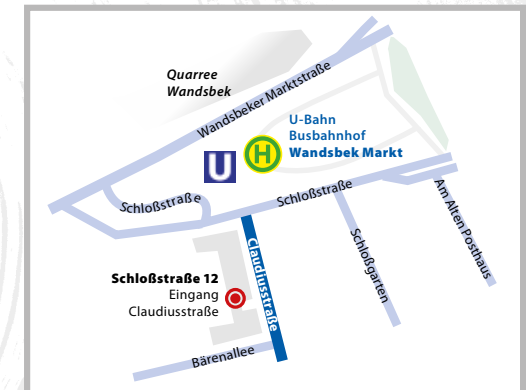 Quarree
Wandsbek
Wandsbeker Marktstraße
U-Bahn
Busbahnhof
Wandsbek Markt
H
U
Schloßstraße
Schloßstraße
Am Alten Posthaus
Claudiusstraße
Schloßgarten
Schloßstraße 12
Eingang
Claudiusstraße
Bärenallee